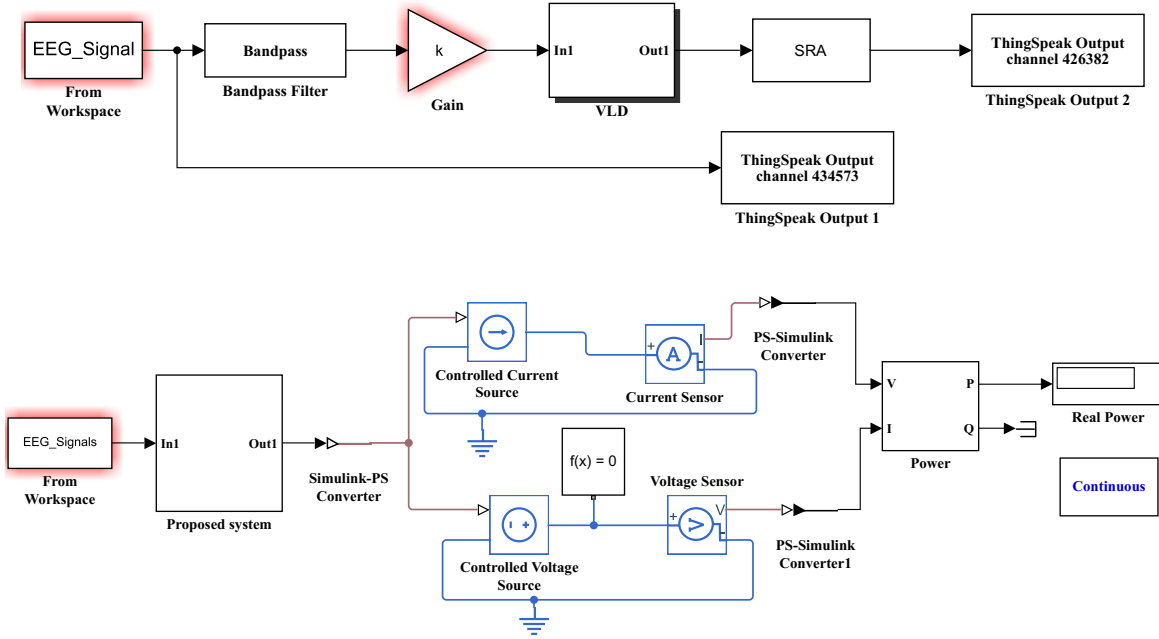 EEG_Signal
From
Workspace
Bandpass
Bandpass Filter
k
Gain
In1
Out1
VLD
SRA
ThingSpeak Output
channel 426382
ThingSpeak Output 2
ThingSpeak Output
channel 434573
ThingSpeak Output 1
EEG_Signals
From
Workspace
In1
Out1
Proposed system
Simulink-PS
Converter
Controlled Current
Source
+
A
I
-
Current Sensor
PS-Simulink
Converter
f(x) = 0
- +
Controlled Voltage
Source
Voltage Sensor
+
V
V
-
PS-Simulink
Converter1
V
P
I
Q
Power
Real Power
Continuous